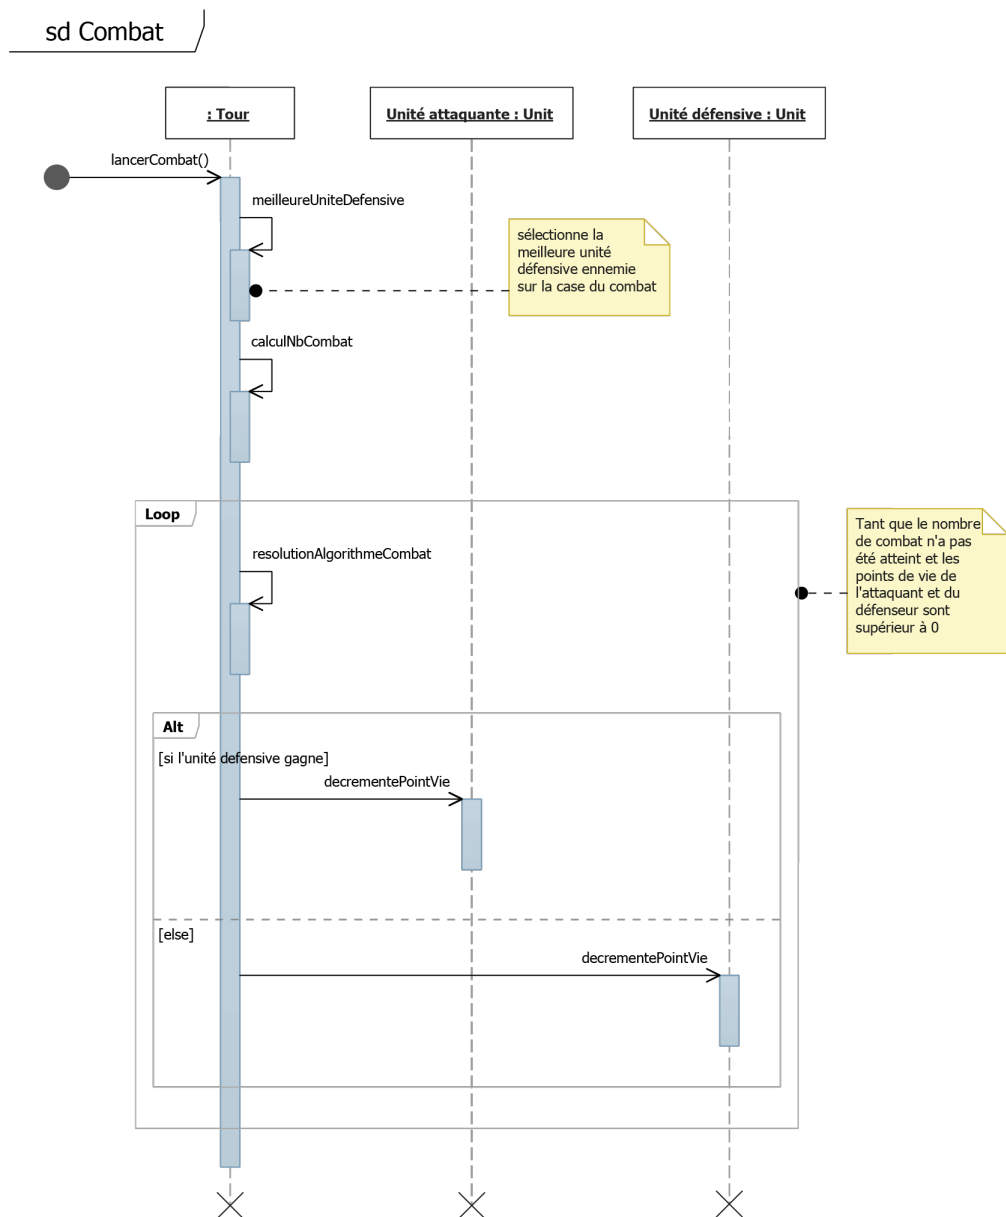 sd Combat
: Tour
Unité attaquante : Unit
Unité défensive : Unit
lancerCombat()
meilleureUniteDefensive
sélectionne la
meilleure unité
défensive ennemie
sur la case du combat
calculNbCombat
Loop
Tant que le nombre
de combat n'a pas
été atteint et les
points de vie de
l'attaquant et du
défenseur sont
supérieur à 0
resolutionAlgorithmeCombat
Alt
[si l'unité defensive gagne]
decrementePointVie
[else]
decrementePointVie